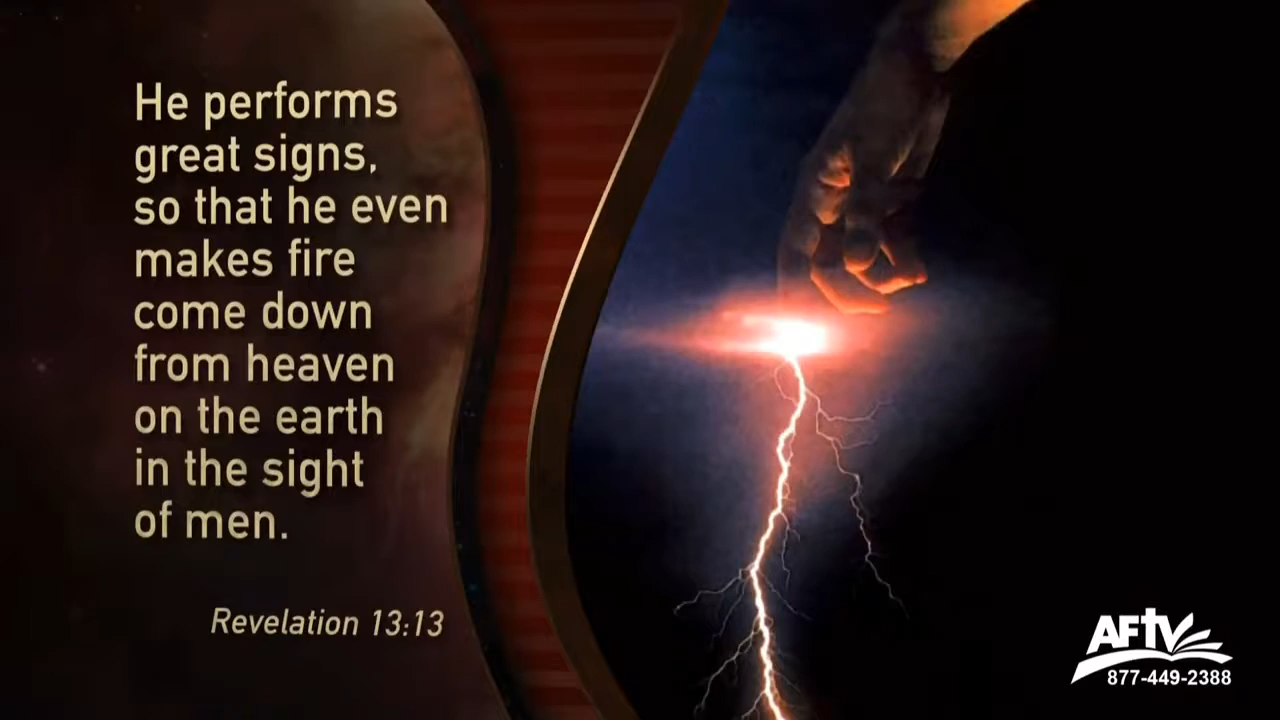 He performs
great signs,
so that he even
makes fire
come down
from heaven
on the earth
in the sight
of men.
Revelation 13:13
AFTV
877-449-2388